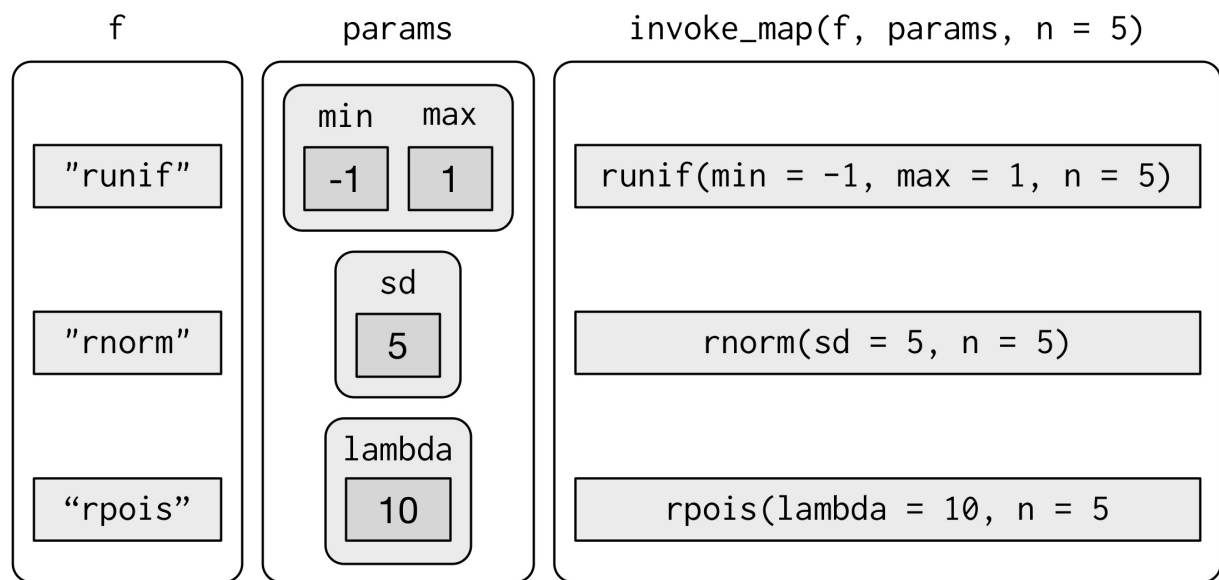 f
params
invoke_map(f, params, n = 5)
"runif"
min max
-1 1
runif(min = -1, max = 1, n = 5)
"rnorm"
sd
5
rnorm(sd = 5, n = 5)
“rpois”
lambda
10
rpois(lambda = 10, n = 5